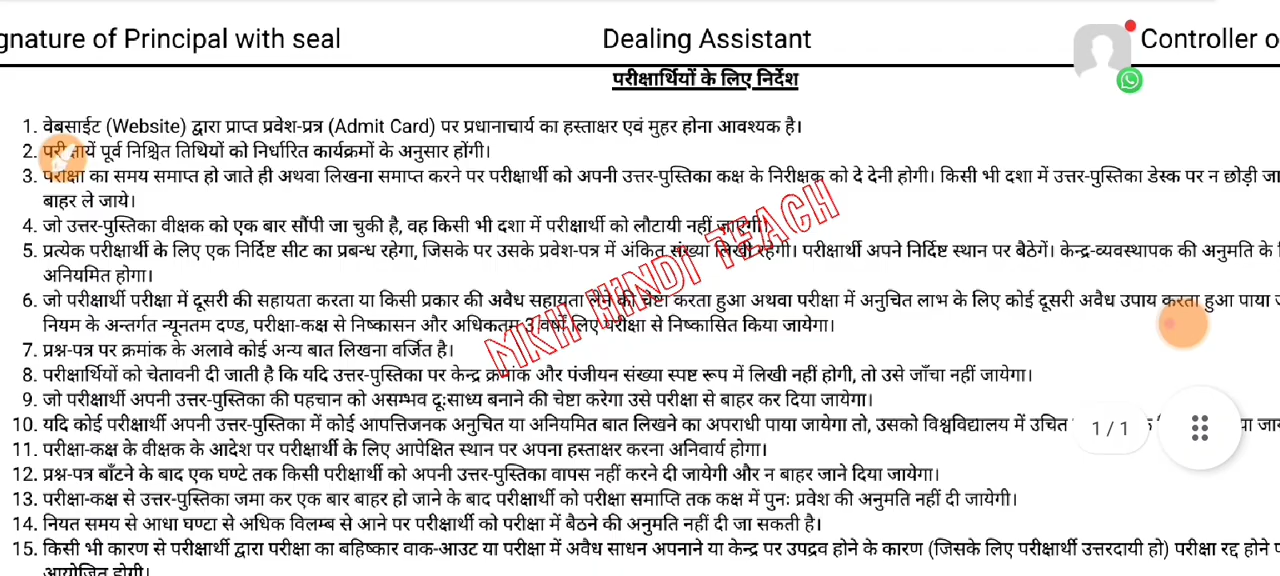 gnature of Principal with seal Dealing Assistant Controller o
परीक्षार्थियों के लिए निर्देश
1. वेबसाईट (Website) द्वारा प्राप्त प्रवेश-प्रत्र (Admit Card) पर प्रधानाचार्य का हस्ताक्षर एवं मुहर होना आवश्यक है।
2. परी ायें पूर्व निश्चित तिथियों को निर्धारित कार्यक्रमों के अनुसार होंगी।
3. परीक्षा का समय समाप्त हो जाते ही अथवा लिखना समाप्त करने पर परीक्षार्थी को अपनी उत्तर-पुस्तिका कक्ष के निरीक्षक को दे देनी होगी। किसी भी दशा में उत्तर-पुस्तिका डेस्क पर न छोड़ी जा
बाहर ले जाये।
4. जो उत्तर-पुस्तिका वीक्षक को एक बार सौंपी जा चुकी है, वह किसी भी दशा में परीक्षार्थी को लौटायी नहीं जाएगी।
5. प्रत्येक परीक्षार्थी के लिए एक निर्दिष्ट सीट का प्रबन्ध रहेगा, जिसके पर उसके प्रवेश-पत्र में अंकित संख्या लिखी रहेगी। परीक्षार्थी अपने निर्दिष्ट स्थान पर बैठेगें। केन्द्र-व्यवस्थापक की अनुमति के
अनियमित होगा।
6. जो परीक्षार्थी परीक्षा में दूसरी की सहायता करता या किसी प्रकार की अवैध सहायता लेने की चेष्टा करता हुआ अथवा परीक्षा में अनुचित लाभ के लिए कोई दूसरी अवैध उपाय करता हुआ पाया
नियम के अन्तर्गत न्यूनतम दण्ड, परीक्षा-कक्ष से निष्कासन और अधिकतम 3 वर्षों लिए परीक्षा से निष्कासित किया जायेगा।
MKH HINDI TEACH
7. प्रश्न-पत्र पर क्रमांक के अलावे कोई अन्य बात लिखना वर्जित है।
8. परीक्षार्थियों को चेतावनी दी जाती है कि यदि उत्तर-पुस्तिका पर केन्द्र क्रमांक और पंजीयन संख्या स्पष्ट रूप में लिखी नहीं होगी, तो उसे जाँचा नहीं जायेगा।
9. जो परीक्षार्थी अपनी उत्तर-पुस्तिका की पहचान को असम्भव दूःसाध्य बनाने की चेष्टा करेगा उसे परीक्षा से बाहर कर दिया जायेगा।
10. यदि कोई परीक्षार्थी अपनी उत्तर-पुस्तिका में कोई आपत्तिजनक अनुचित या अनियमित बात लिखने का अपराधी पाया जायेगा तो, उसको विश्वविद्यालय में उचित
1 / 1
11. परीक्षा-कक्ष के वीक्षक के आदेश पर परीक्षार्थी के लिए आपेक्षित स्थान पर अपना हस्ताक्षर करना अनिवार्य होगा।
12. प्रश्न-पत्र बाँटने के बाद एक घण्टे तक किसी परीक्षार्थी को अपनी उत्तर-पुस्तिका वापस नहीं करने दी जायेगी और न बाहर जाने दिया जायेगा।
13. परीक्षा-कक्ष से उत्तर-पुस्तिका जमा कर एक बार बाहर हो जाने के बाद परीक्षार्थी को परीक्षा समाप्ति तक कक्ष में पुनः प्रवेश की अनुमति नहीं दी जायेगी।
14. नियत समय से आधा घण्टा से अधिक विलम्ब से आने पर परीक्षार्थी को परीक्षा में बैठने की अनुमति नहीं दी जा सकती है।
15. किसी भी कारण से परीक्षार्थी द्वारा परीक्षा का बहिष्कार वाक-आउट या परीक्षा में अवैध साधन अपनाने या केन्द्र पर उपद्रव होने के कारण (जिसके लिए परीक्षार्थी उत्तरदायी हो) परीक्षा रद्द होने
आयोजित होगी।